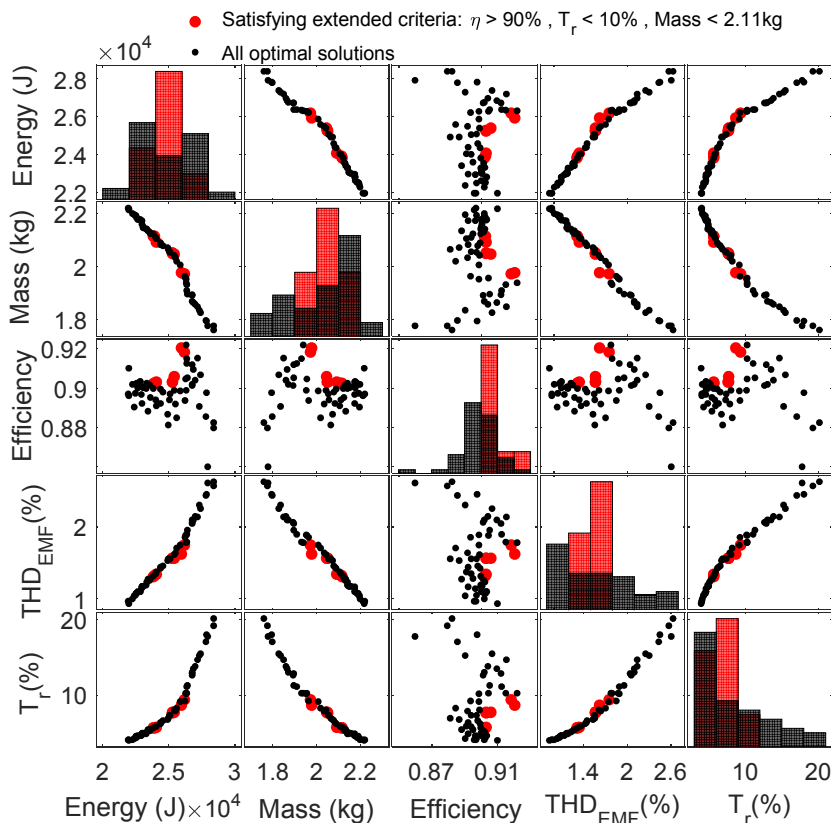 Satisfying extended criteria: η > 90% , T_r < 10% , Mass < 2.11kg
All optimal solutions
×10^4
Energy (J)
2.8
2.6
2.4
2.2
Mass (kg)
2.2
2
1.8
Efficiency
0.92
0.9
0.88
THD_EMF(%)
2
1
T_r(%)
20
10
2 2.5 3 1.8 2 2.2 0.87 0.91 1.4 2 2.6 10 20
Energy (J)×10^4 Mass (kg) Efficiency THD_EMF(%) T_r(%)